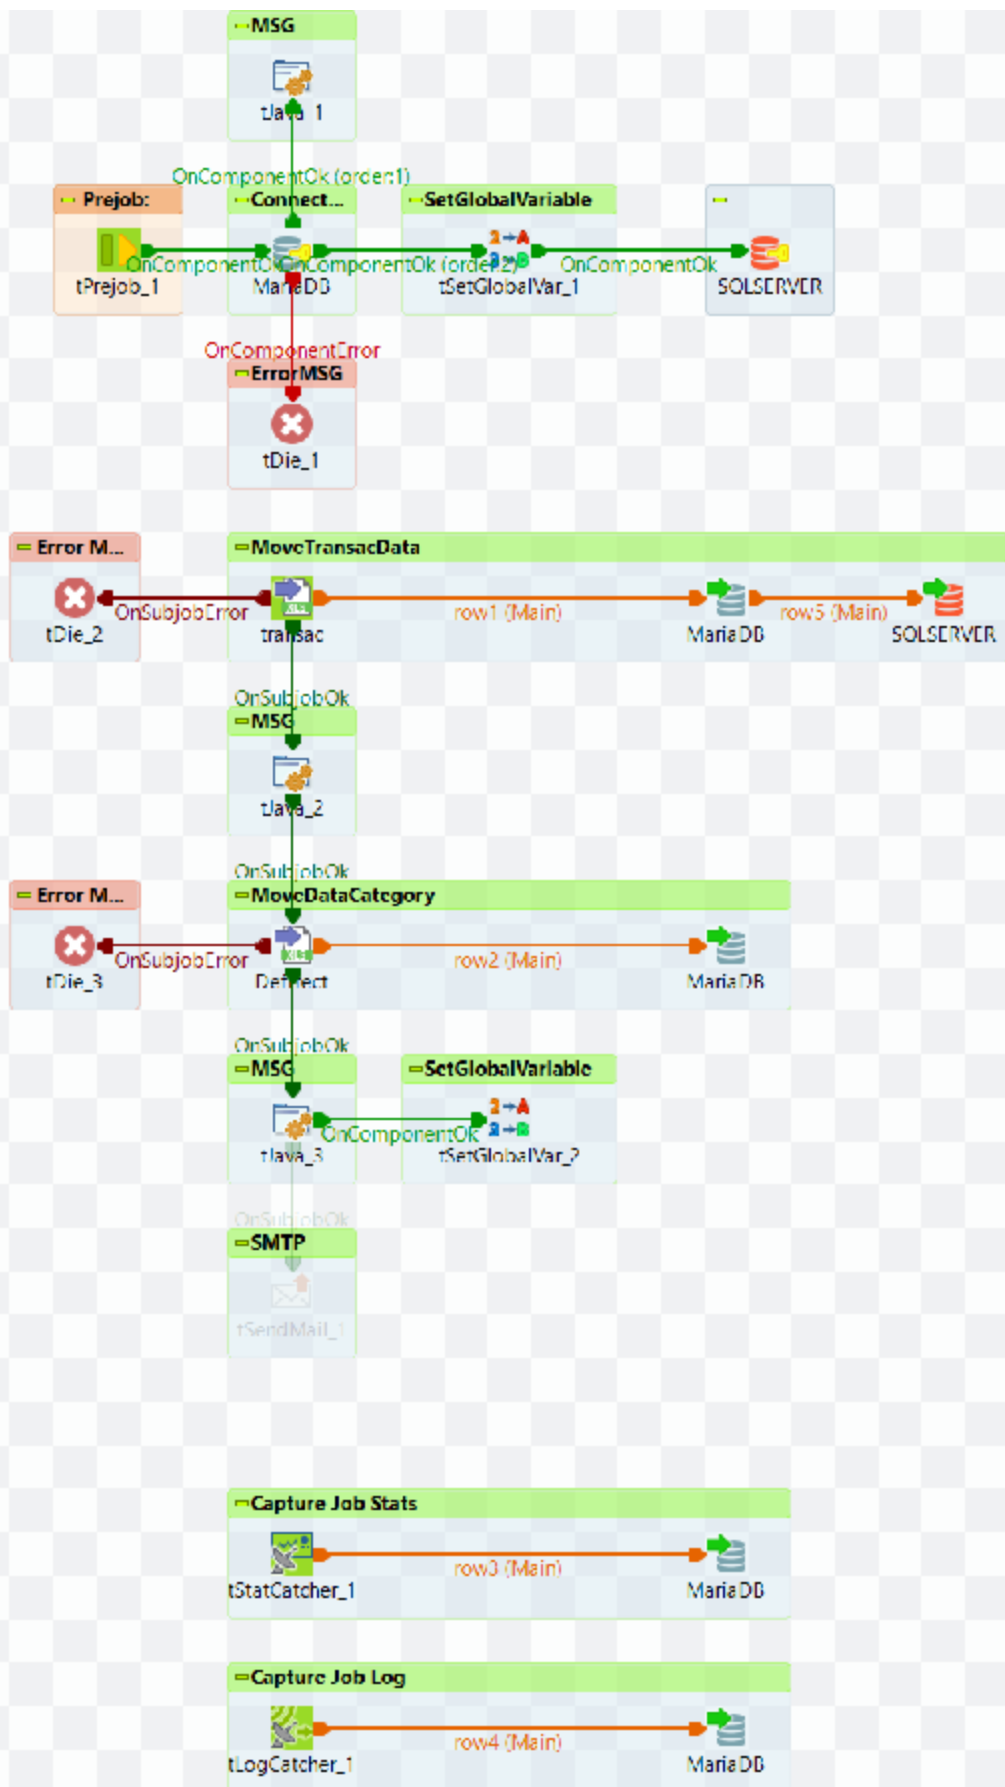 MSG
tJava_1
OnComponentOk (order:1)
Prejob:
Connect...
SetGlobalVariable
OnComponentOk
OnComponentOk (order:2)
OnComponentOk
tPrejob_1
MariaDB
tSetGlobalVar_1
SQLSERVER
OnComponentError
ErrorMSG
tDie_1
Error M...
MoveTransacData
OnSubjobError
row1 (Main)
row5 (Main)
tDie_2
transac
MariaDB
SQLSERVER
OnSubjobOk
MSG
tJava_2
OnSubjobOk
Error M...
MoveDataCategory
OnSubjobError
row2 (Main)
tDie_3
MariaDB
OnSubjobOk
MSG
SetGlobalVariable
OnComponentOk
tJava_3
tSetGlobalVar_2
OnSubjobOk
SMTP
tSendMail_1
Capture Job Stats
row3 (Main)
tStatCatcher_1
MariaDB
Capture Job Log
row4 (Main)
tLogCatcher_1
MariaDB